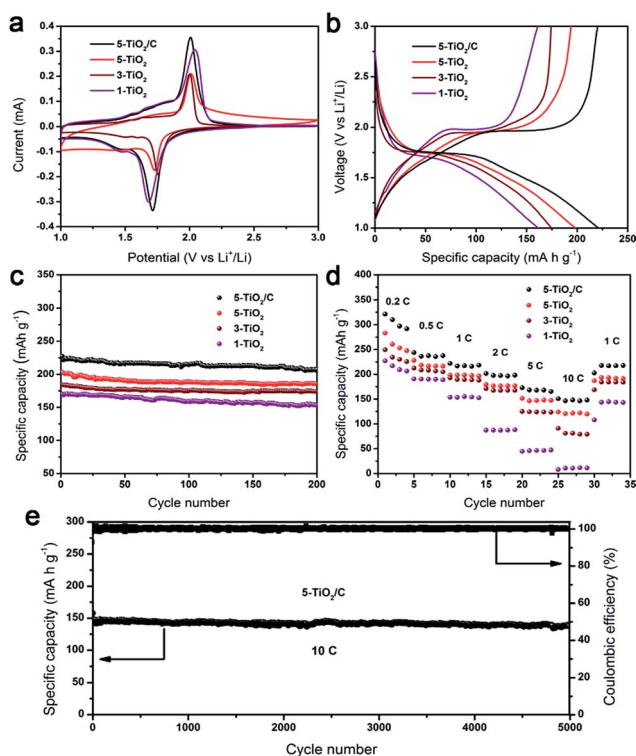 a
5-TiO₂/C
5-TiO₂
3-TiO₂
1-TiO₂
Current (mA)
0.4
0.3
0.2
0.1
0.0
-0.1
-0.2
-0.3
-0.4
1.0 1.5 2.0 2.5 3.0
Potential (V vs Li⁺/Li)
b
5-TiO₂/C
5-TiO₂
3-TiO₂
1-TiO₂
Voltage (V vs Li⁺/Li)
3.0
2.5
2.0
1.5
1.0
0 50 100 150 200 250
Specific capacity (mA h g⁻¹)
c
5-TiO₂/C
5-TiO₂
3-TiO₂
1-TiO₂
Specific capacity (mAh g⁻¹)
350
300
250
200
150
100
50
0 50 100 150 200
Cycle number
d
5-TiO₂/C
5-TiO₂
3-TiO₂
1-TiO₂
0.2 C
0.5 C
1 C
2 C
5 C
10 C
1 C
Specific capacity (mAh g⁻¹)
400
350
300
250
200
150
100
50
0
0 5 10 15 20 25 30 35
Cycle number
e
Specific capacity (mA h g⁻¹)
300
250
200
150
100
50
0
5-TiO₂/C
10 C
100
80
60
40
20
0
Coulombic efficiency (%)
0 1000 2000 3000 4000 5000
Cycle number